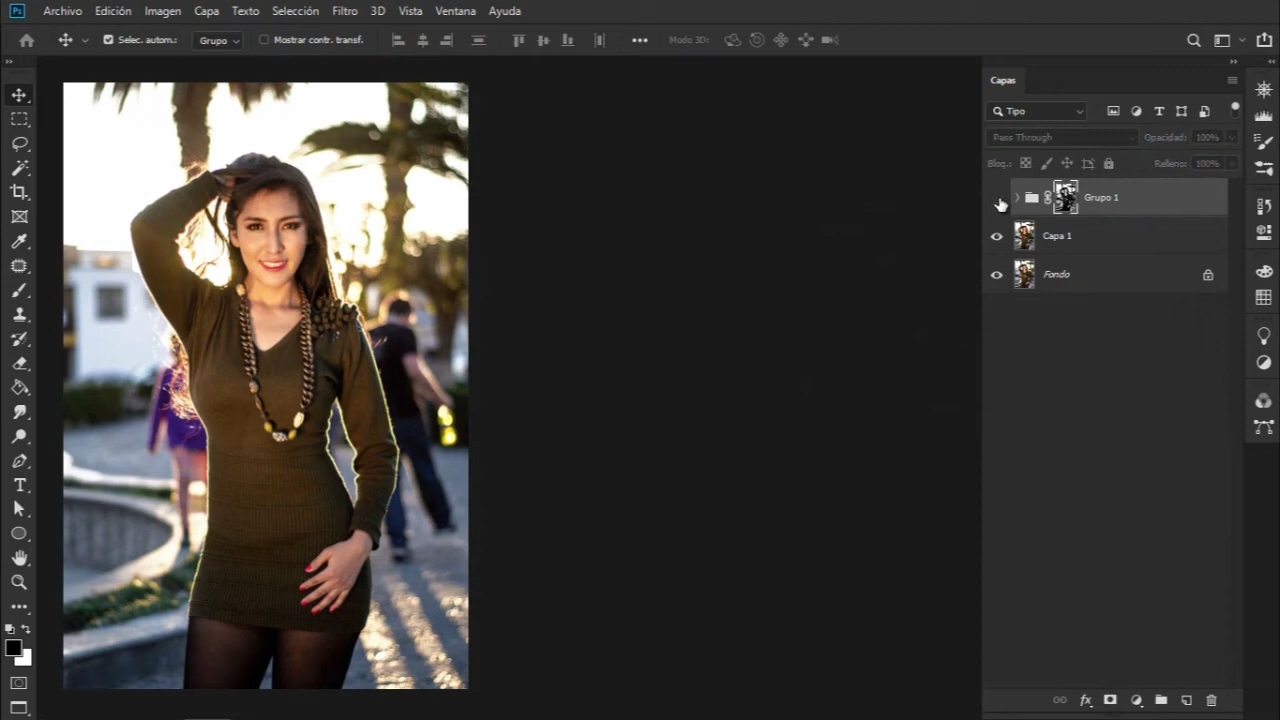 Ps Archivo Edición Imagen Capa Texto Selección Filtro 3D Vista Ventana Ayuda
Selec. autom.: Grupo Mostrar contr. transf. Modo 3D:
Capas
Tipo
Pass Through Opacidad: 100%
Bloq.: Relleno: 100%
Grupo 1
Capa 1
Fondo
fx